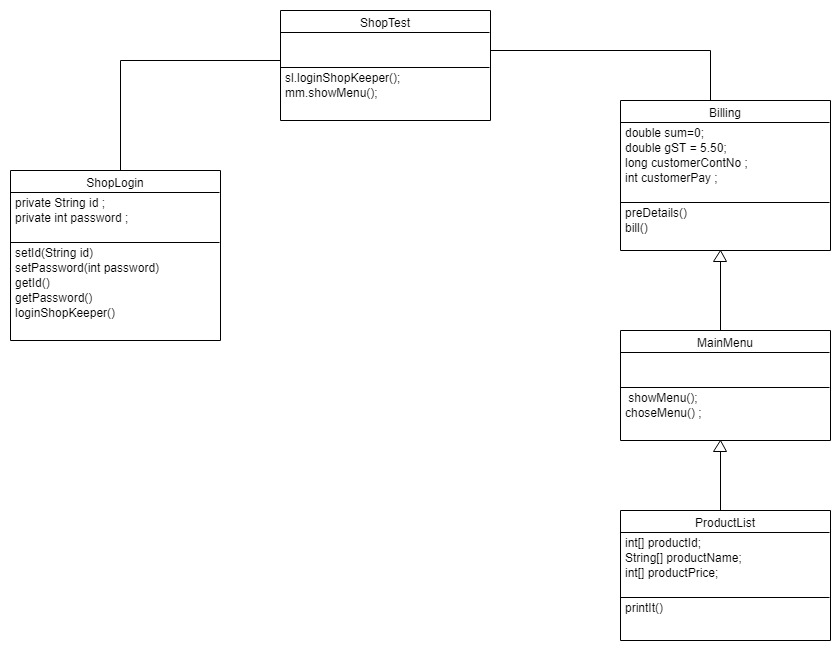 ShopTest
sl.loginShopKeeper();
mm.showMenu();
Billing
double sum=0;
double gST = 5.50;
long customerContNo ;
int customerPay ;
preDetails()
bill()
ShopLogin
private String id ;
private int password ;
setId(String id)
setPassword(int password)
getId()
getPassword()
loginShopKeeper()
MainMenu
showMenu();
choseMenu() ;
ProductList
int[] productId;
String[] productName;
int[] productPrice;
printIt()